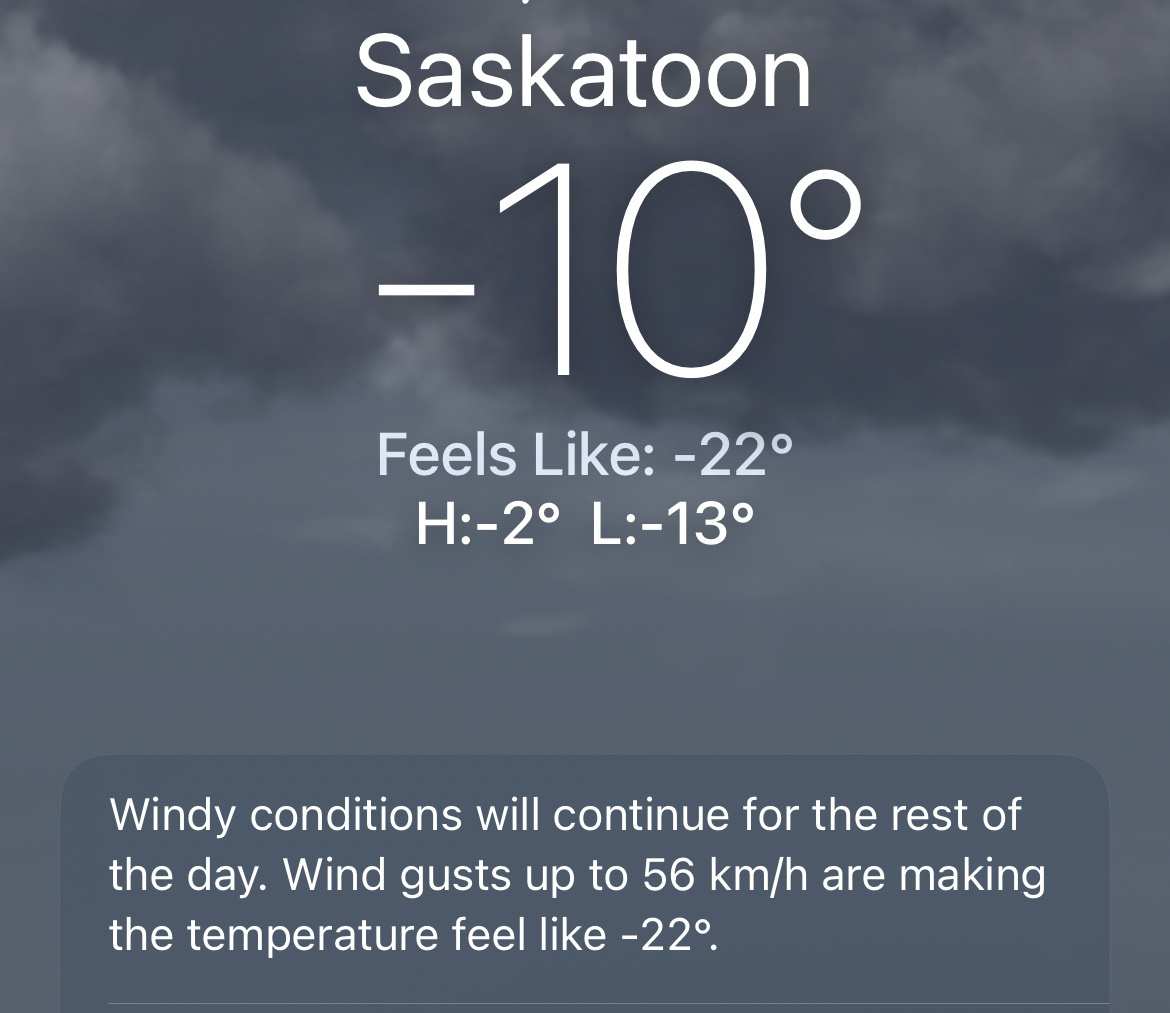 Saskatoon
-10°
Feels Like: -22°
H:-2° L:-13°
Windy conditions will continue for the rest of
the day. Wind gusts up to 56 km/h are making
the temperature feel like -22°.